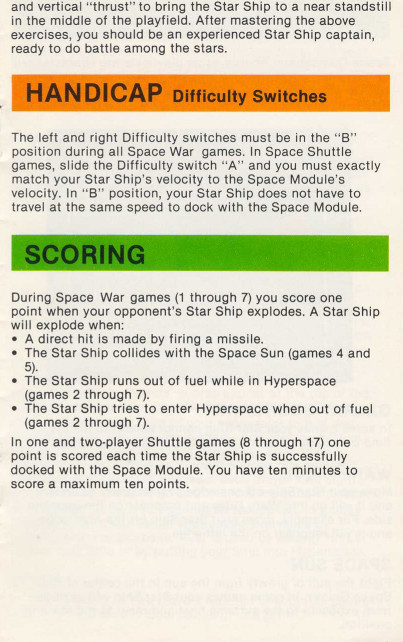 and vertical "thrust" to bring the Star Ship to a near standstill
in the middle of the playfield. After mastering the above
exercises, you should be an experienced Star Ship captain,
ready to do battle among the stars.
HANDICAP Difficulty Switches
The left and right Difficulty switches must be in the "B"
position during all Space War games. In Space Shuttle
games, slide the Difficulty switch "A" and you must exactly
match your Star Ship's velocity to the Space Module's
velocity. In "B" position, your Star Ship does not have to
travel at the same speed to dock with the Space Module.
SCORING
During Space War games (1 through 7) you score one
point when your opponent's Star Ship explodes. A Star Ship
will explode when:
• A direct hit is made by firing a missile.
• The Star Ship collides with the Space Sun (games 4 and
5).
• The Star Ship runs out of fuel while in Hyperspace
(games 2 through 7).
• The Star Ship tries to enter Hyperspace when out of fuel
(games 2 through 7).
In one and two-player Shuttle games (8 through 17) one
point is scored each time the Star Ship is successfully
docked with the Space Module. You have ten minutes to
score a maximum ten points.